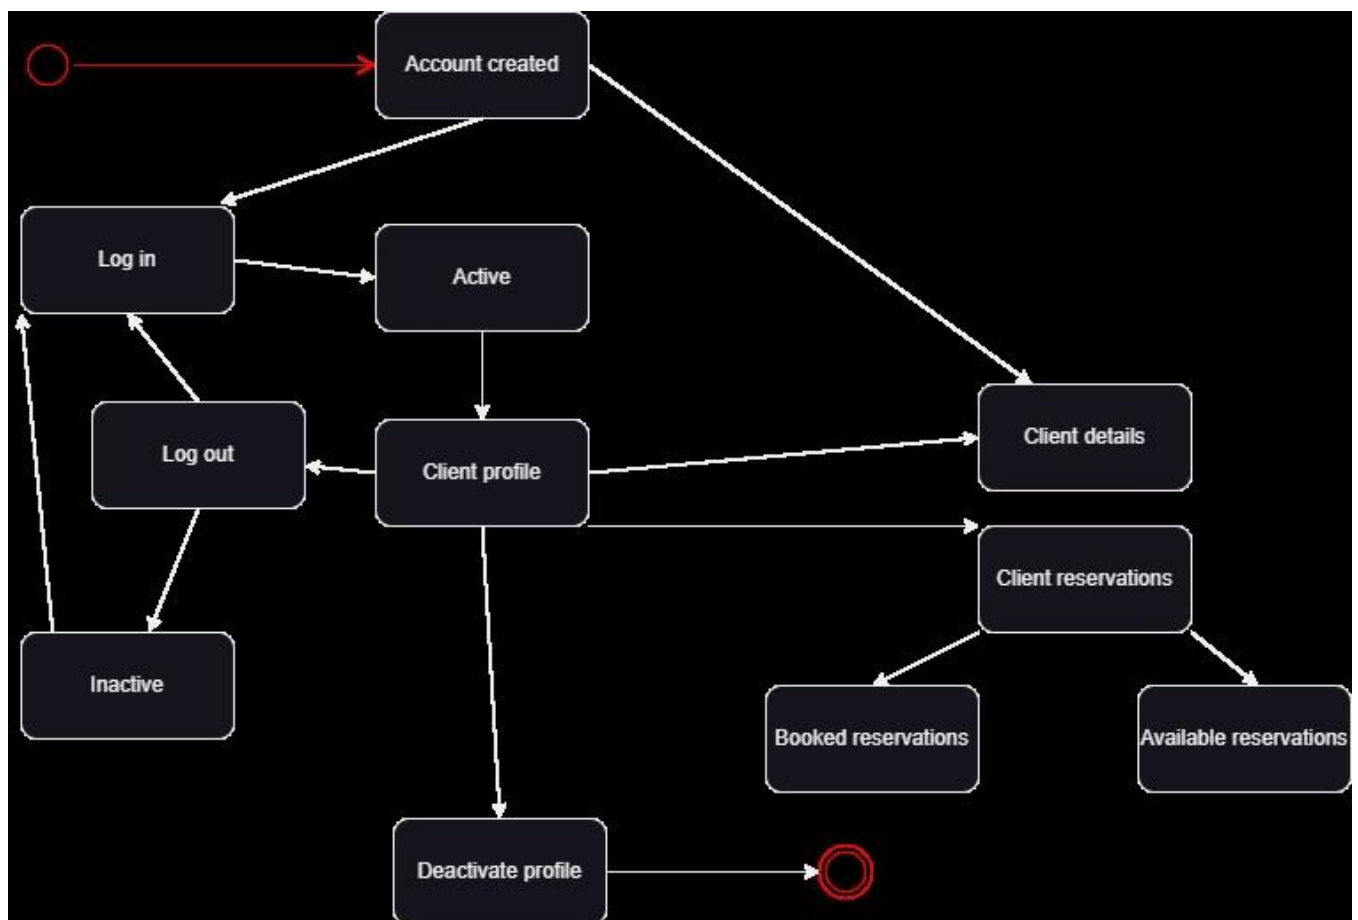 Account created
Log in
Active
Client details
Log out
Client profile
Client reservations
Inactive
Booked reservations
Available reservations
Deactivate profile